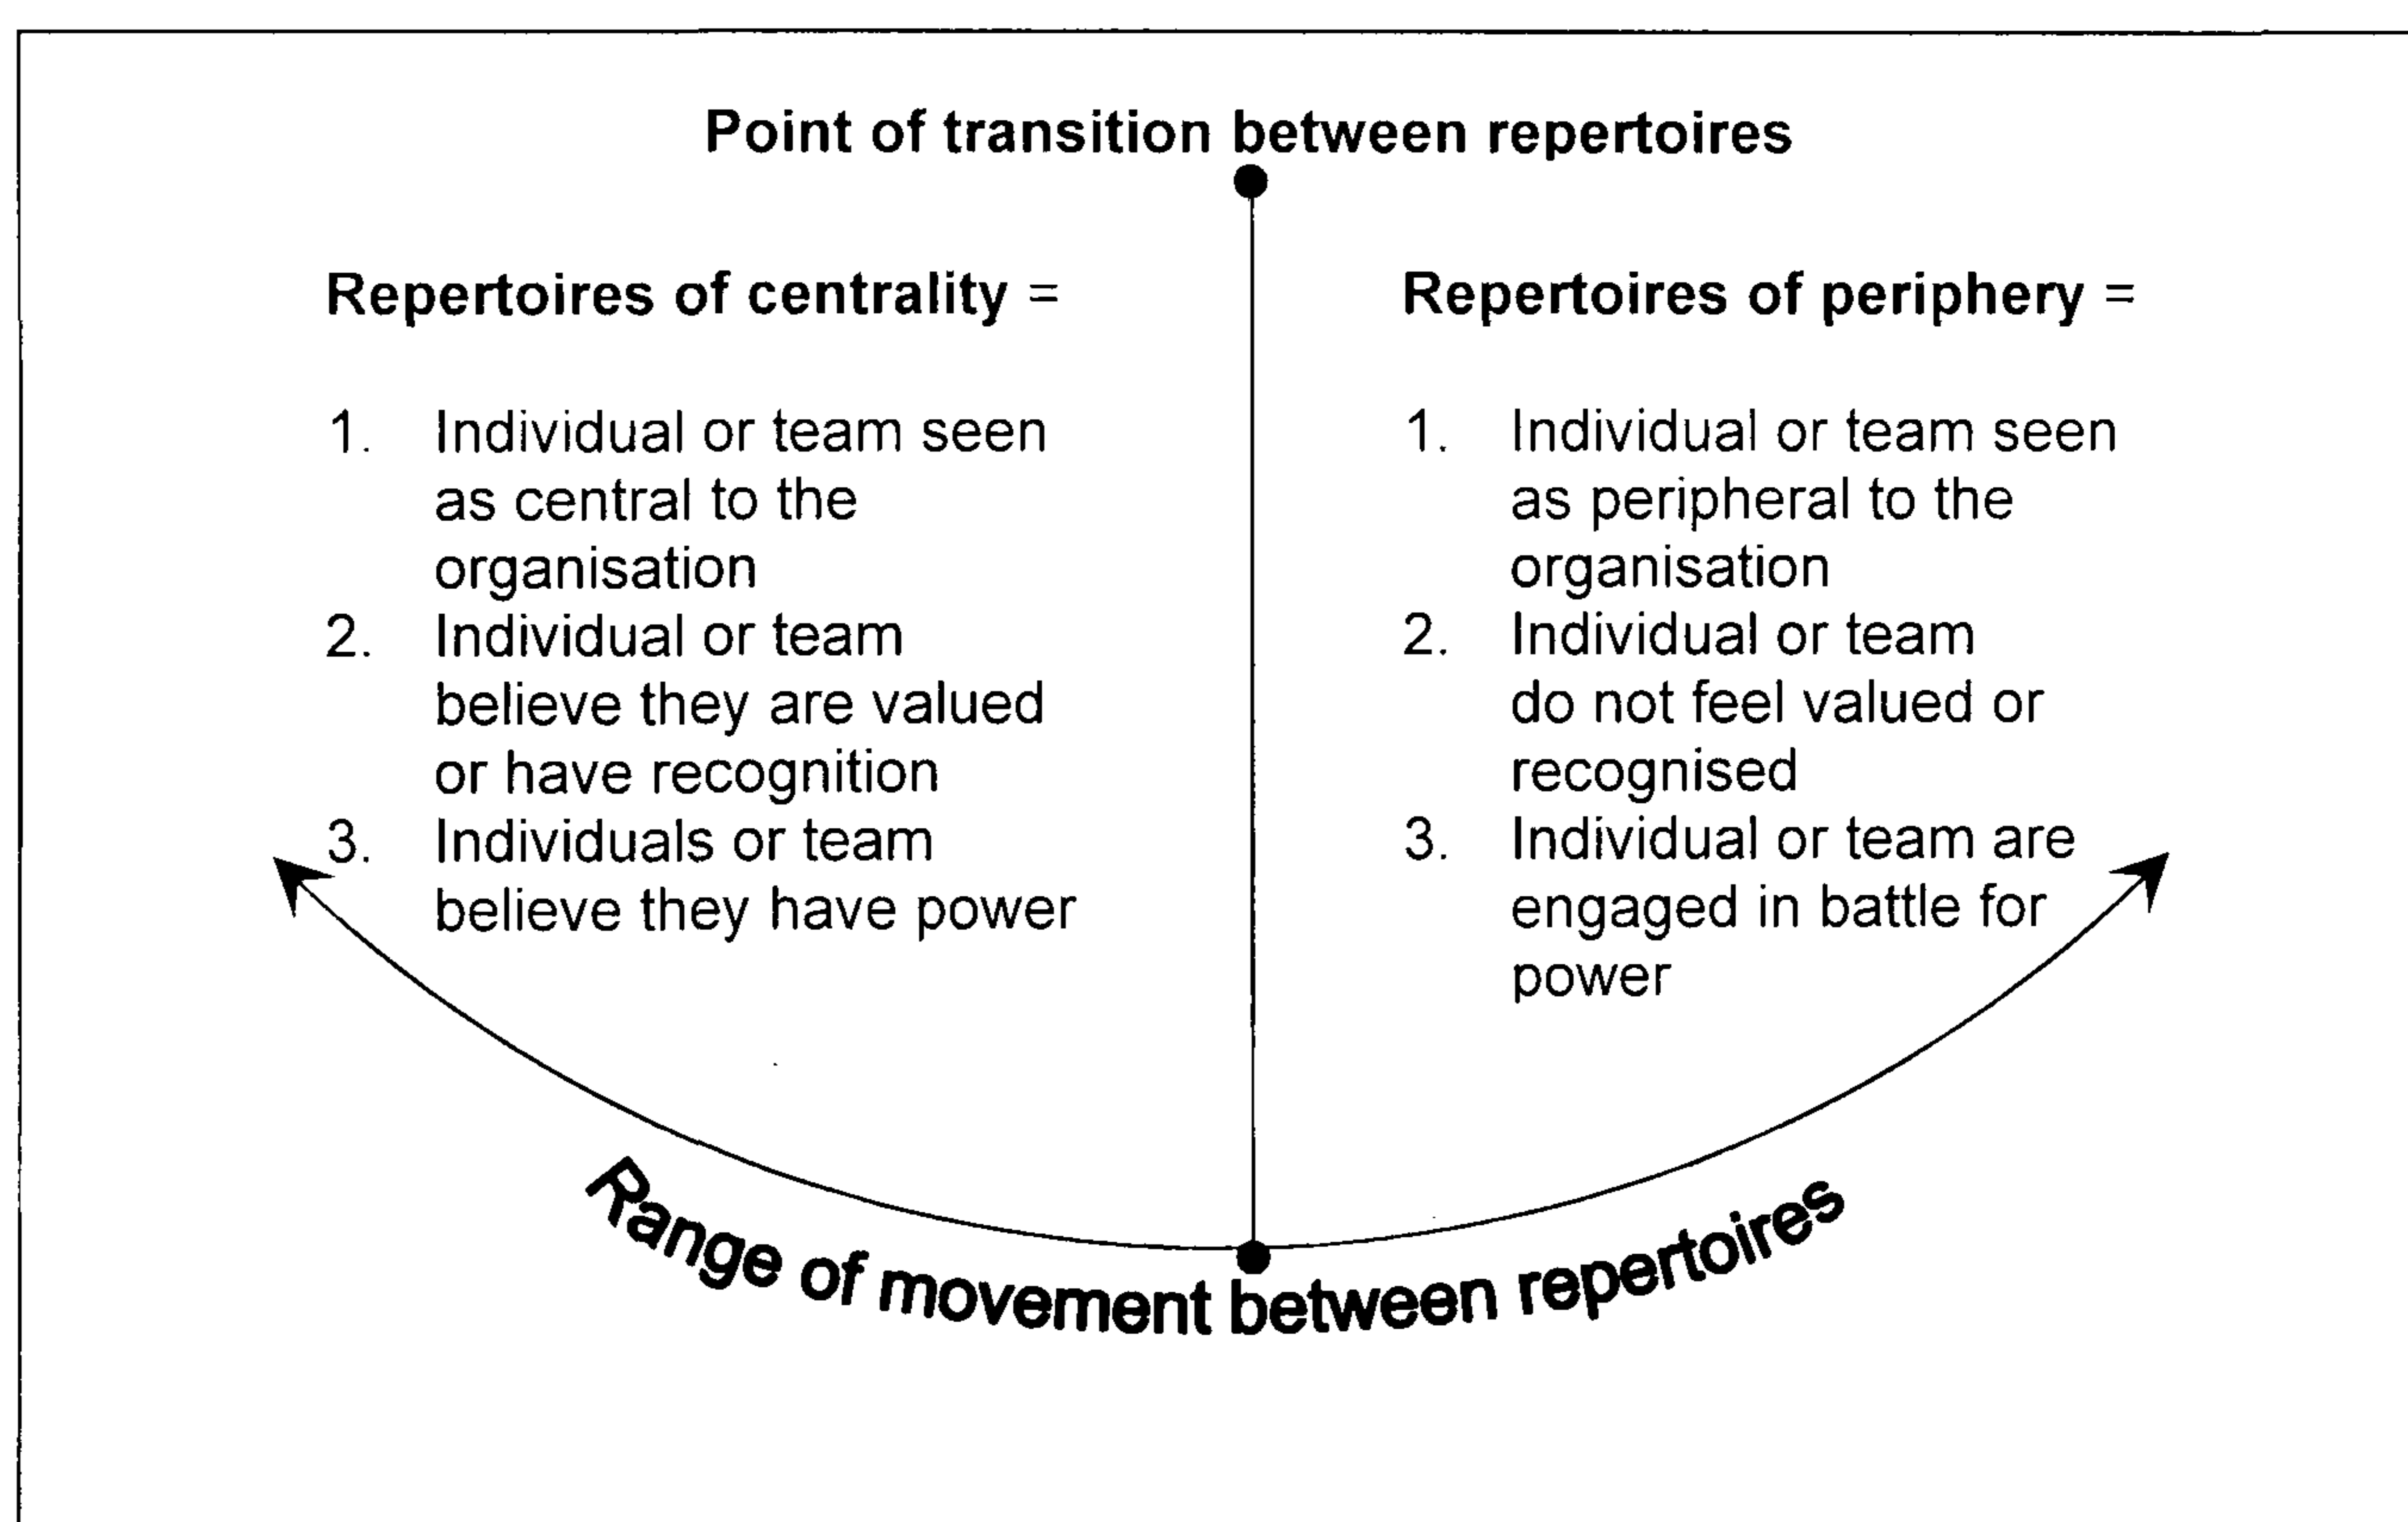 Point of transition between repertoires
Repertoires of centrality =
1. Individual or team seen
as central to the
organisation
2. Individual or team
believe they are valued
or have recognition
3. Individuals or team
believe they have power
Repertoires of periphery =
1. Individual or team seen
as peripheral to the
organisation
2. Individual or team
do not feel valued or
recognised
3. Individual or team are
engaged in battle for
power
Range of movement between repertoires